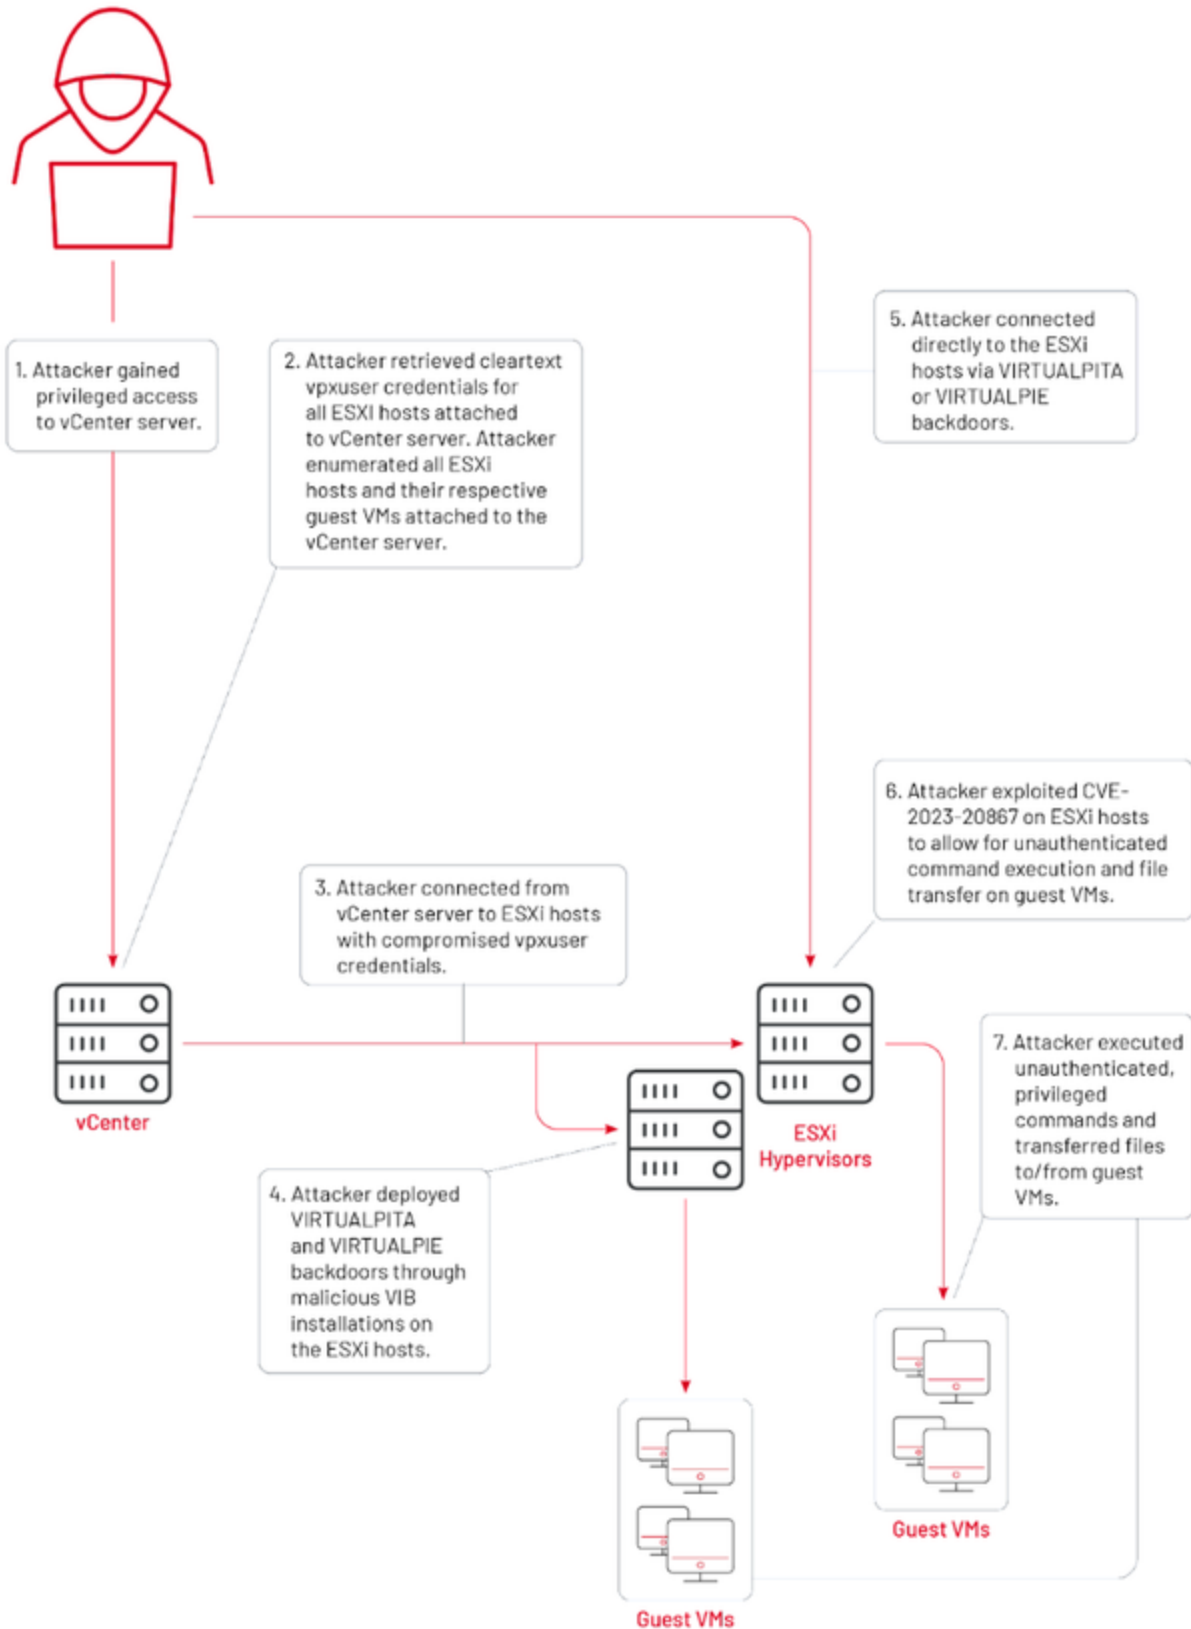 1. Attacker gained
privileged access
to vCenter server.
2. Attacker retrieved cleartext
vpxuser credentials for
all ESXI hosts attached
to vCenter server. Attacker
enumerated all ESXi
hosts and their respective
guest VMs attached to the
vCenter server.
5. Attacker connected
directly to the ESXi
hosts via VIRTUALPITA
or VIRTUALPIE
backdoors.
6. Attacker exploited CVE-
2023-20867 on ESXi hosts
to allow for unauthenticated
command execution and file
transfer on guest VMs.
3. Attacker connected from
vCenter server to ESXi hosts
with compromised vpxuser
credentials.
vCenter
ESXi
Hypervisors
7. Attacker executed
unauthenticated,
privileged
commands and
transferred files
to/from guest
VMs.
4. Attacker deployed
VIRTUALPITA
and VIRTUALPIE
backdoors through
malicious VIB
installations on
the ESXi hosts.
Guest VMs
Guest VMs